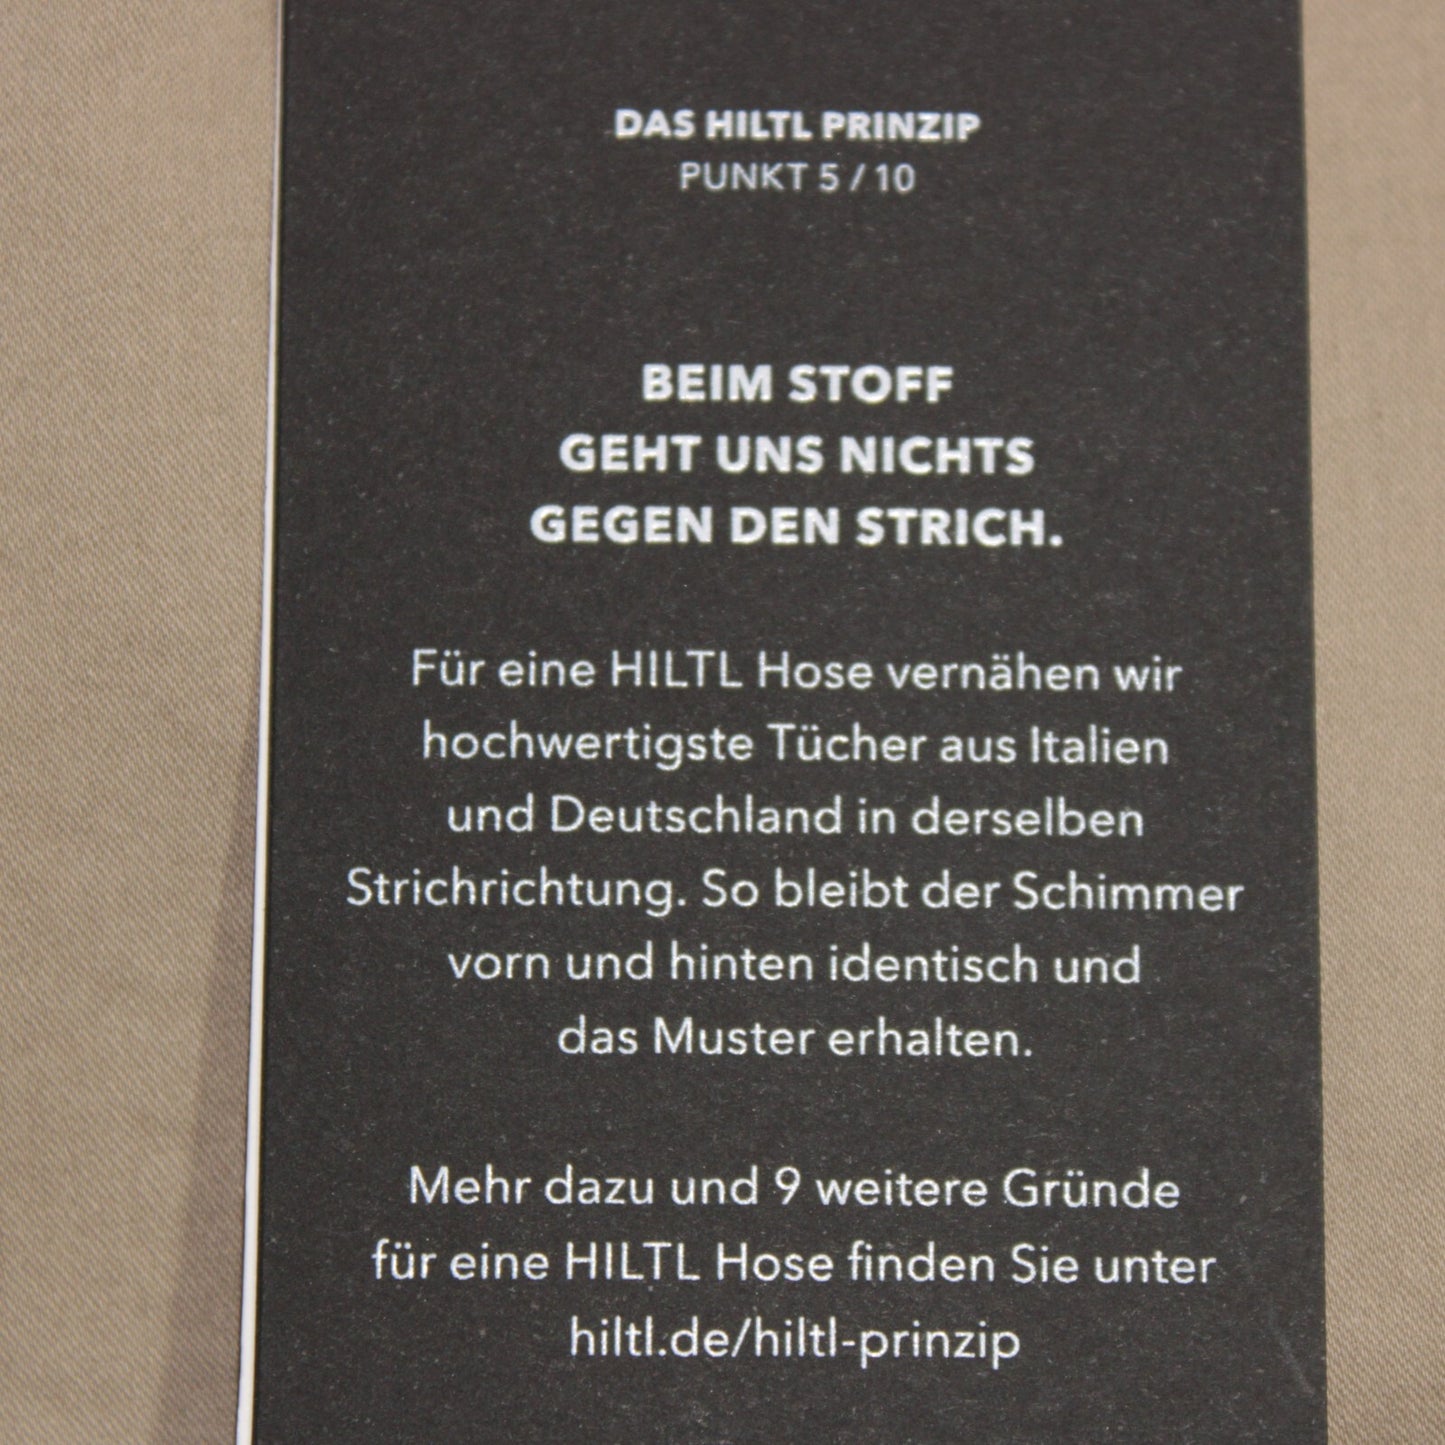 DAS HILTL PRINZIP
PUNKT 5 / 10
BEIM STOFF
GEHT UNS NICHTS
GEGEN DEN STRICH.
Für eine HILTL Hose vernähen wir
hochwertigste Tücher aus Italien
und Deutschland in derselben
Strichrichtung. So bleibt der Schimmer
vorn und hinten identisch und
das Muster erhalten.
Mehr dazu und 9 weitere Gründe
für eine HILTL Hose finden Sie unter
hiltl.de/hiltl-prinzip